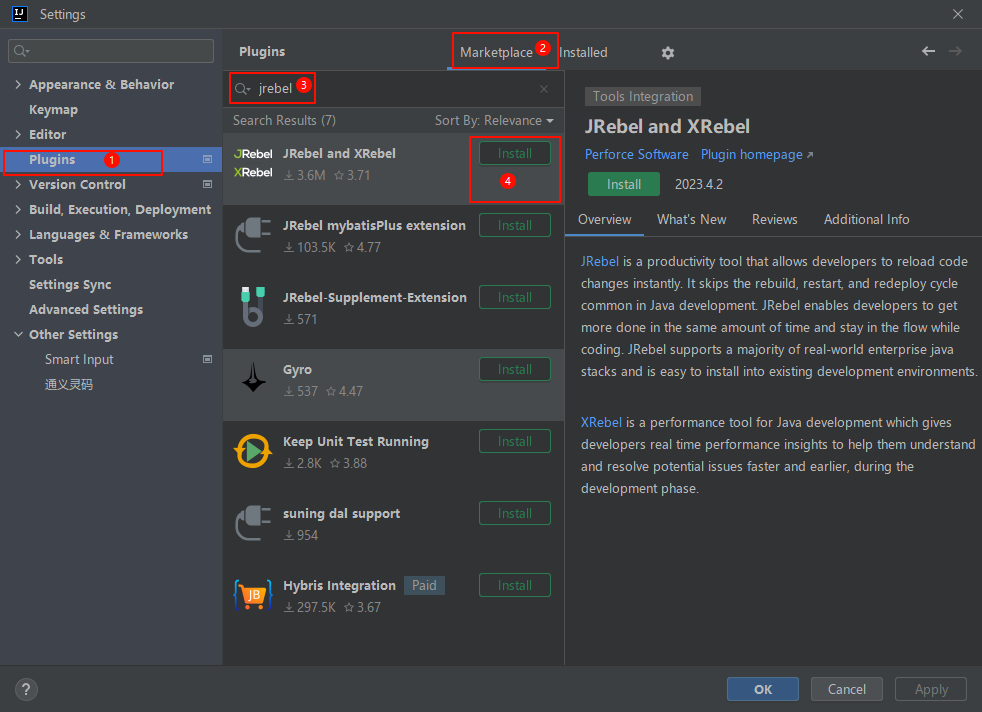 IJ Settings
Plugins
Marketplace 2 Installed
jrebel 3
Search Results (7) Sort By: Relevance
Appearance & Behavior
Keymap
Editor
Plugins 1
Version Control
Build, Execution, Deployment
Languages & Frameworks
Tools
Settings Sync
Advanced Settings
Other Settings
Smart Input
通义灵码
JRebel
XRebel
JRebel and XRebel
3.6M 3.71
Install
4
JRebel mybatisPlus extension
103.5K 4.77
Install
JRebel-Supplement-Extension
571
Install
Gyro
537 4.47
Install
Keep Unit Test Running
2.8K 3.88
Install
suning dal support
954
Install
JB
Hybris Integration Paid
297.5K 3.67
Install
Tools Integration
JRebel and XRebel
Perforce Software Plugin homepage ↗
Install 2023.4.2
Overview What's New Reviews Additional Info
JRebel is a productivity tool that allows developers to reload code
changes instantly. It skips the rebuild, restart, and redeploy cycle
common in Java development. JRebel enables developers to get
more done in the same amount of time and stay in the flow while
coding. JRebel supports a majority of real-world enterprise java
stacks and is easy to install into existing development environments.
XRebel is a performance tool for Java development which gives
developers real time performance insights to help them understand
and resolve potential issues faster and earlier, during the
development phase.
?
OK Cancel Apply